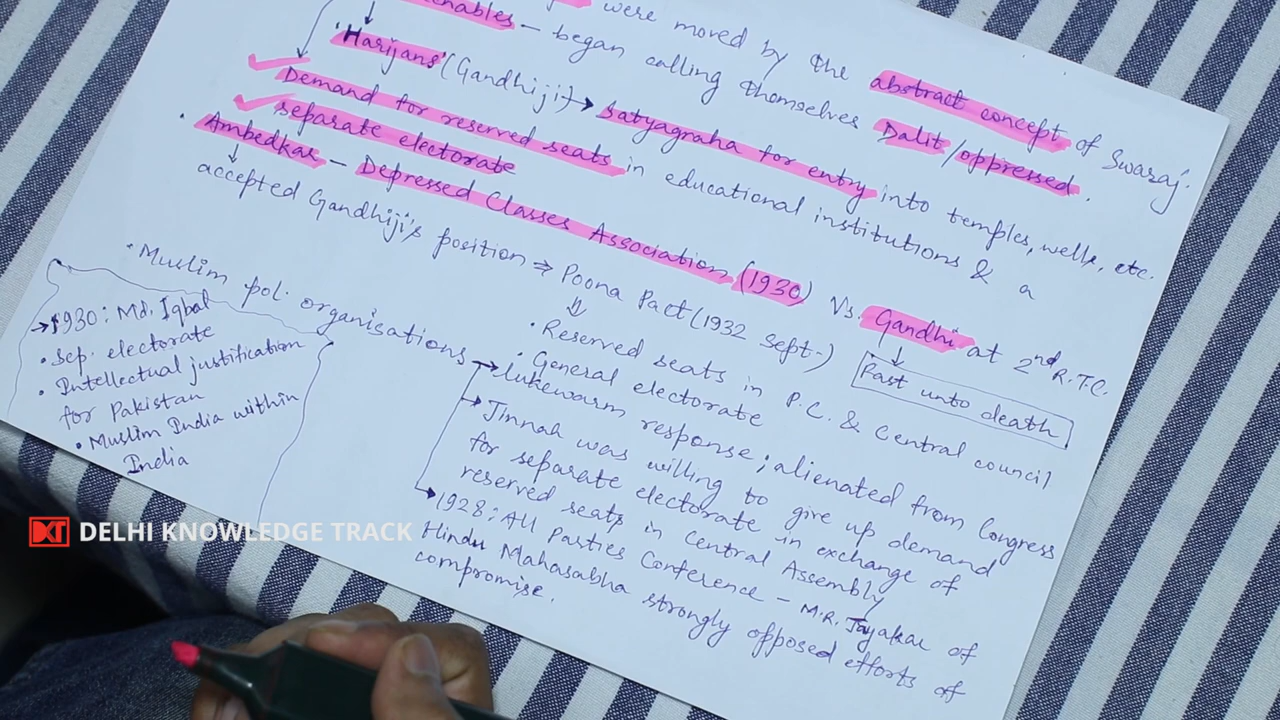 were moved by the abstract concept of Swaraj.
– began calling themselves Dalit/oppressed.
'Harijans' (Gandhiji) → Satyagraha for entry into temples, wells, etc.
Demand for reserved seats in educational institutions & a
separate electorate
• Ambedkar – Depressed Classes Association (1930) Vs. Gandhi at 2nd R.T.C.
accepted Gandhiji's position ⇒ Poona Pact (1932 Sept.)
Fast unto death
• Reserved seats in P.C. & Central council
• General electorate
• Muslim pol. organisations → lukewarm response; alienated from Congress
→ Jinnah was willing to give up demand
for separate electorate in exchange of
reserved seats in Central Assembly
→ 1928: All Parties Conference – M.R. Jayakar of
Hindu Mahasabha strongly opposed efforts of
compromise.
→ 1930: Md. Iqbal
• Sep. electorate
• Intellectual justification
for Pakistan
• Muslim India within
India
DKT DELHI KNOWLEDGE TRACK